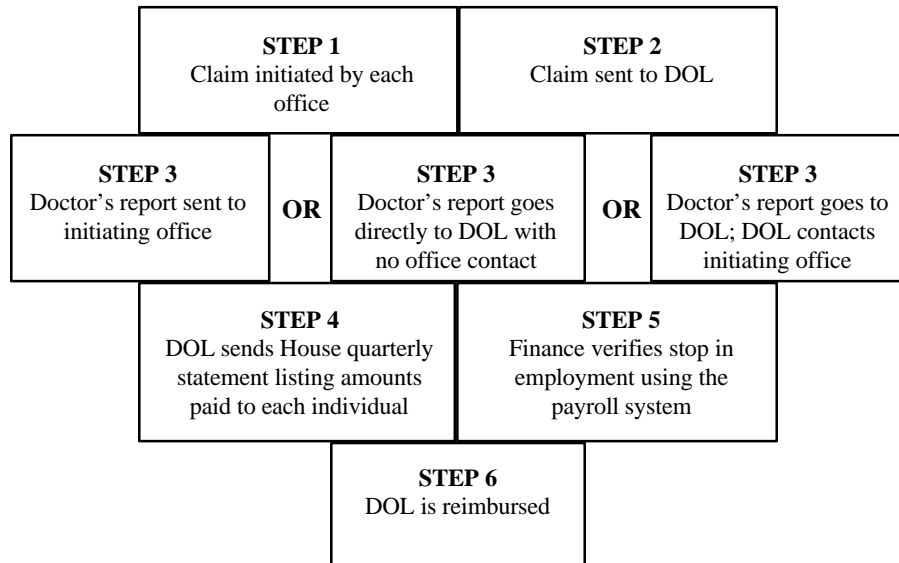 STEP 1
Claim initiated by each
office
STEP 2
Claim sent to DOL
STEP 3
Doctor’s report sent to
initiating office
OR
STEP 3
Doctor’s report goes
directly to DOL with
no office contact
OR
STEP 3
Doctor’s report goes to
DOL; DOL contacts
initiating office
STEP 4
DOL sends House quarterly
statement listing amounts
paid to each individual
STEP 5
Finance verifies stop in
employment using the
payroll system
STEP 6
DOL is reimbursed